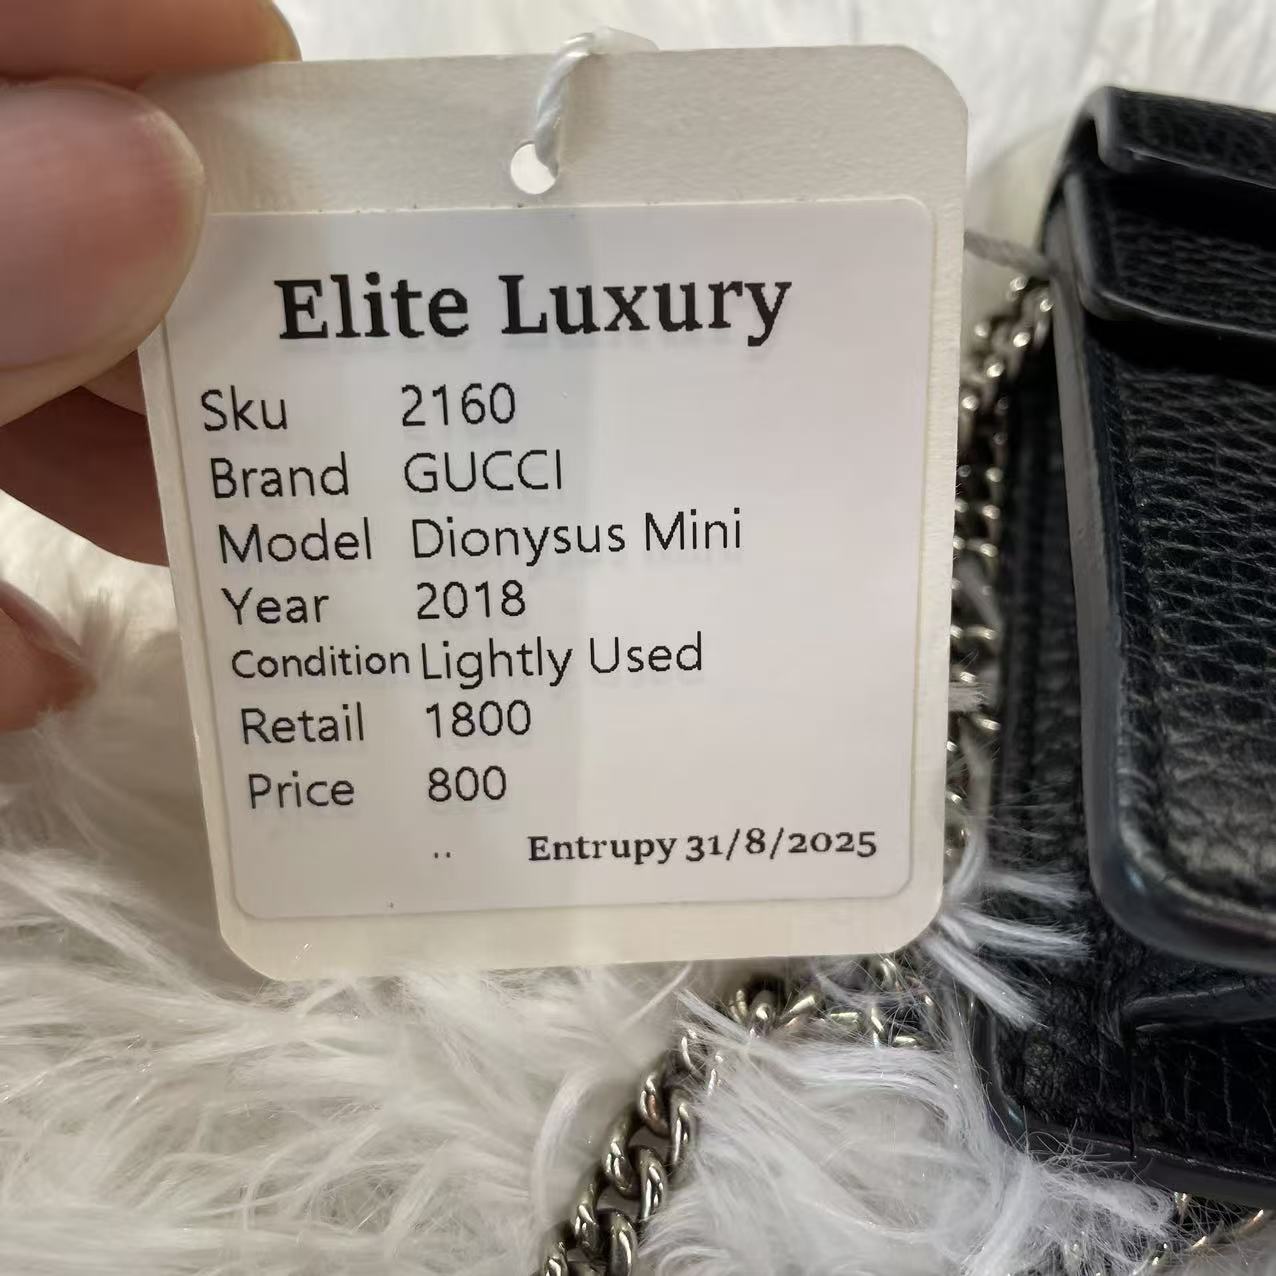 Elite Luxury
Sku 2160
Brand GUCCI
Model Dionysus Mini
Year 2018
Condition Lightly Used
Retail 1800
Price 800
.. Entrupy 31/8/2025